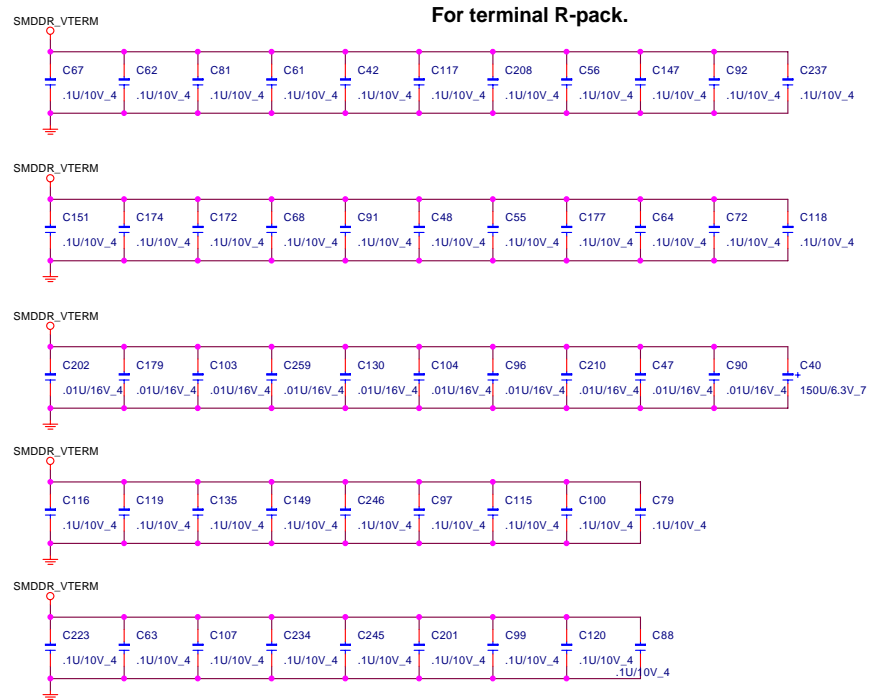 For terminal R-pack.
SMDDR_VTERM
C67 C62 C81 C61 C42 C117 C208 C56 C147 C92 C237
.1U/10V_4 .1U/10V_4 .1U/10V_4 .1U/10V_4 .1U/10V_4 .1U/10V_4 .1U/10V_4 .1U/10V_4 .1U/10V_4 .1U/10V_4 .1U/10V_4
SMDDR_VTERM
C151 C174 C172 C68 C91 C48 C55 C177 C64 C72 C118
.1U/10V_4 .1U/10V_4 .1U/10V_4 .1U/10V_4 .1U/10V_4 .1U/10V_4 .1U/10V_4 .1U/10V_4 .1U/10V_4 .1U/10V_4 .1U/10V_4
SMDDR_VTERM
C202 C179 C103 C259 C130 C104 C96 C210 C47 C90 C40
.01U/16V_4 .01U/16V_4 .01U/16V_4 .01U/16V_4 .01U/16V_4 .01U/16V_4 .01U/16V_4 .01U/16V_4 .01U/16V_4 .01U/16V_4 + 150U/6.3V_7
SMDDR_VTERM
C116 C119 C135 C149 C246 C97 C115 C100 C79
.1U/10V_4 .1U/10V_4 .1U/10V_4 .1U/10V_4 .1U/10V_4 .1U/10V_4 .1U/10V_4 .1U/10V_4 .1U/10V_4
SMDDR_VTERM
C223 C63 C107 C234 C245 C201 C99 C120 C88
.1U/10V_4 .1U/10V_4 .1U/10V_4 .1U/10V_4 .1U/10V_4 .1U/10V_4 .1U/10V_4 .1U/10V_4
.1U/10V_4